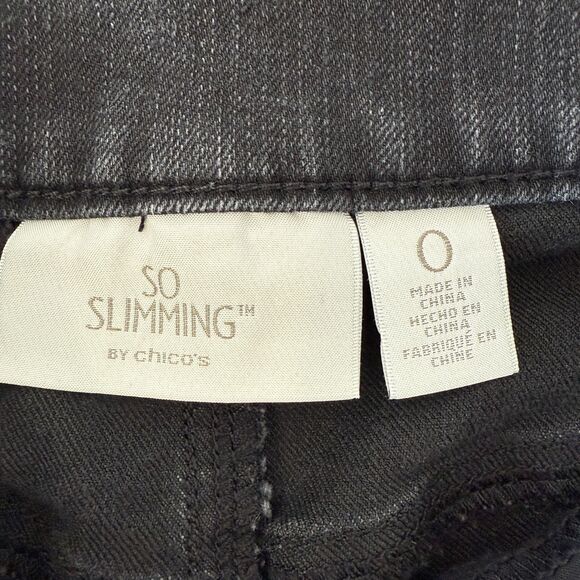 SO
SLIMMING™
BY chico's
0
MADE IN
CHINA
HECHO EN
CHINA
FABRIQUÉ EN
CHINE